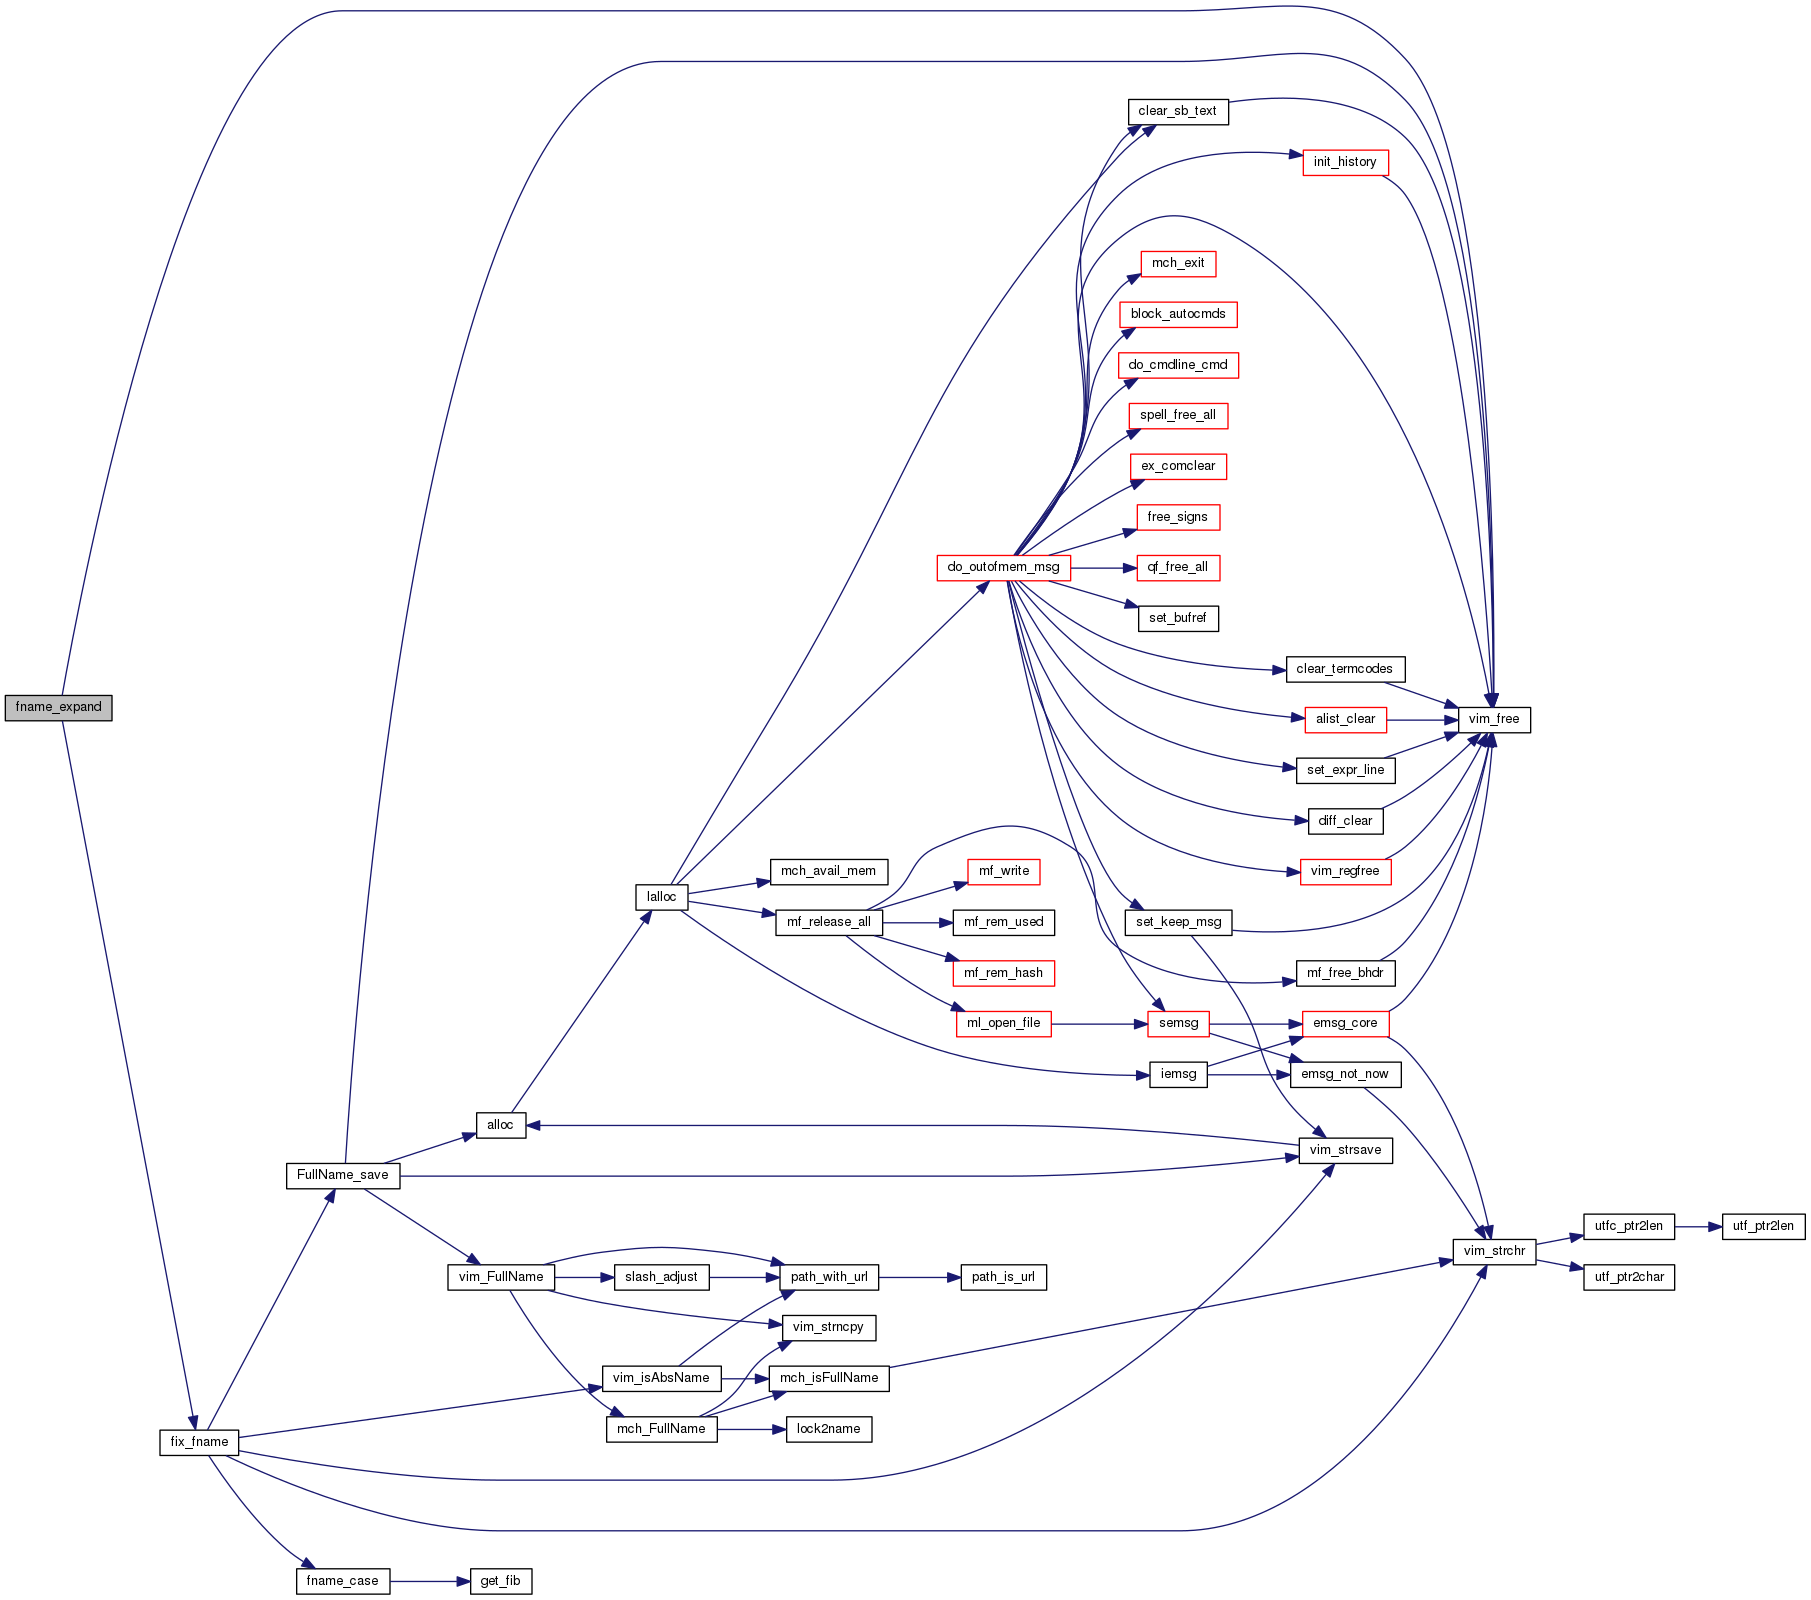 clear_sb_text
init_history
mch_exit
block_autocmds
do_cmdline_cmd
spell_free_all
ex_comclear
free_signs
do_outofmem_msg
qf_free_all
set_bufref
clear_termcodes
fname_expand
alist_clear
vim_free
set_expr_line
diff_clear
mch_avail_mem
mf_write
vim_regfree
lalloc
mf_release_all
mf_rem_used
set_keep_msg
mf_rem_hash
mf_free_bhdr
ml_open_file
semsg
emsg_core
iemsg
emsg_not_now
alloc
vim_strsave
FullName_save
utfc_ptr2len
utf_ptr2len
vim_strchr
vim_FullName
slash_adjust
path_with_url
path_is_url
utf_ptr2char
vim_strncpy
vim_isAbsName
mch_isFullName
mch_FullName
lock2name
fix_fname
fname_case
get_fib